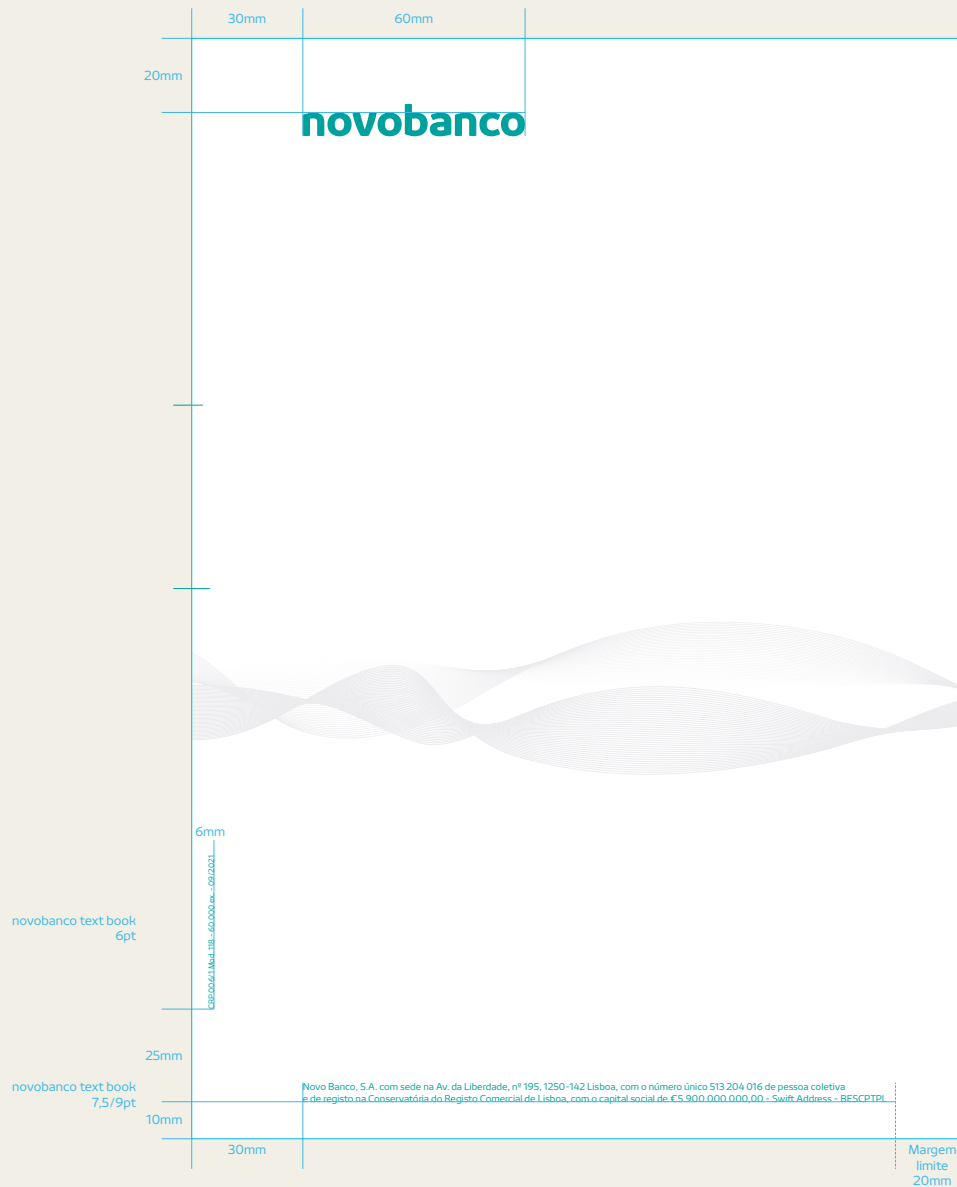 30mm
60mm
20mm
novobanco
6mm
CRP.006/1.Mod.118 - 60.000 ex. - 09/2021
novobanco text book
6pt
25mm
novobanco text book
7,5/9pt
Novo Banco, S.A. com sede na Av. da Liberdade, nº 195, 1250-142 Lisboa, com o número único 513 204 016 de pessoa coletiva
e de registo na Conservatória do Registo Comercial de Lisboa, com o capital social de €5 900 000 000,00 - Swift Address - BESCPTPL
10mm
30mm
Margem
limite
20mm